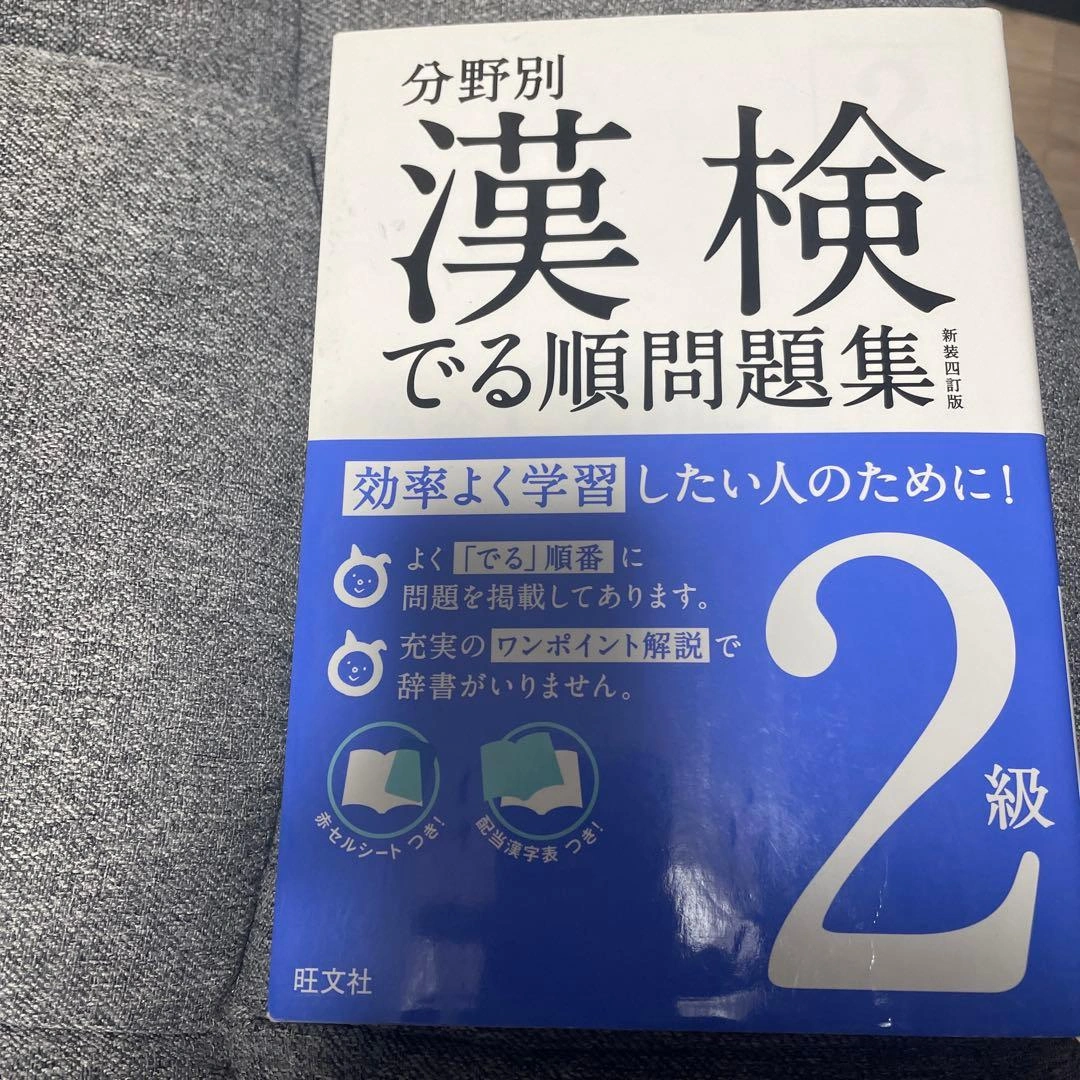 分野別
漢検
でる順問題集
新装四訂版
効率よく学習したい人のために!
よく「でる」順番に
問題を掲載してあります。
充実のワンポイント解説で
辞書がいりません。
赤セルシートつき!
配当漢字表つき!
2級
旺文社